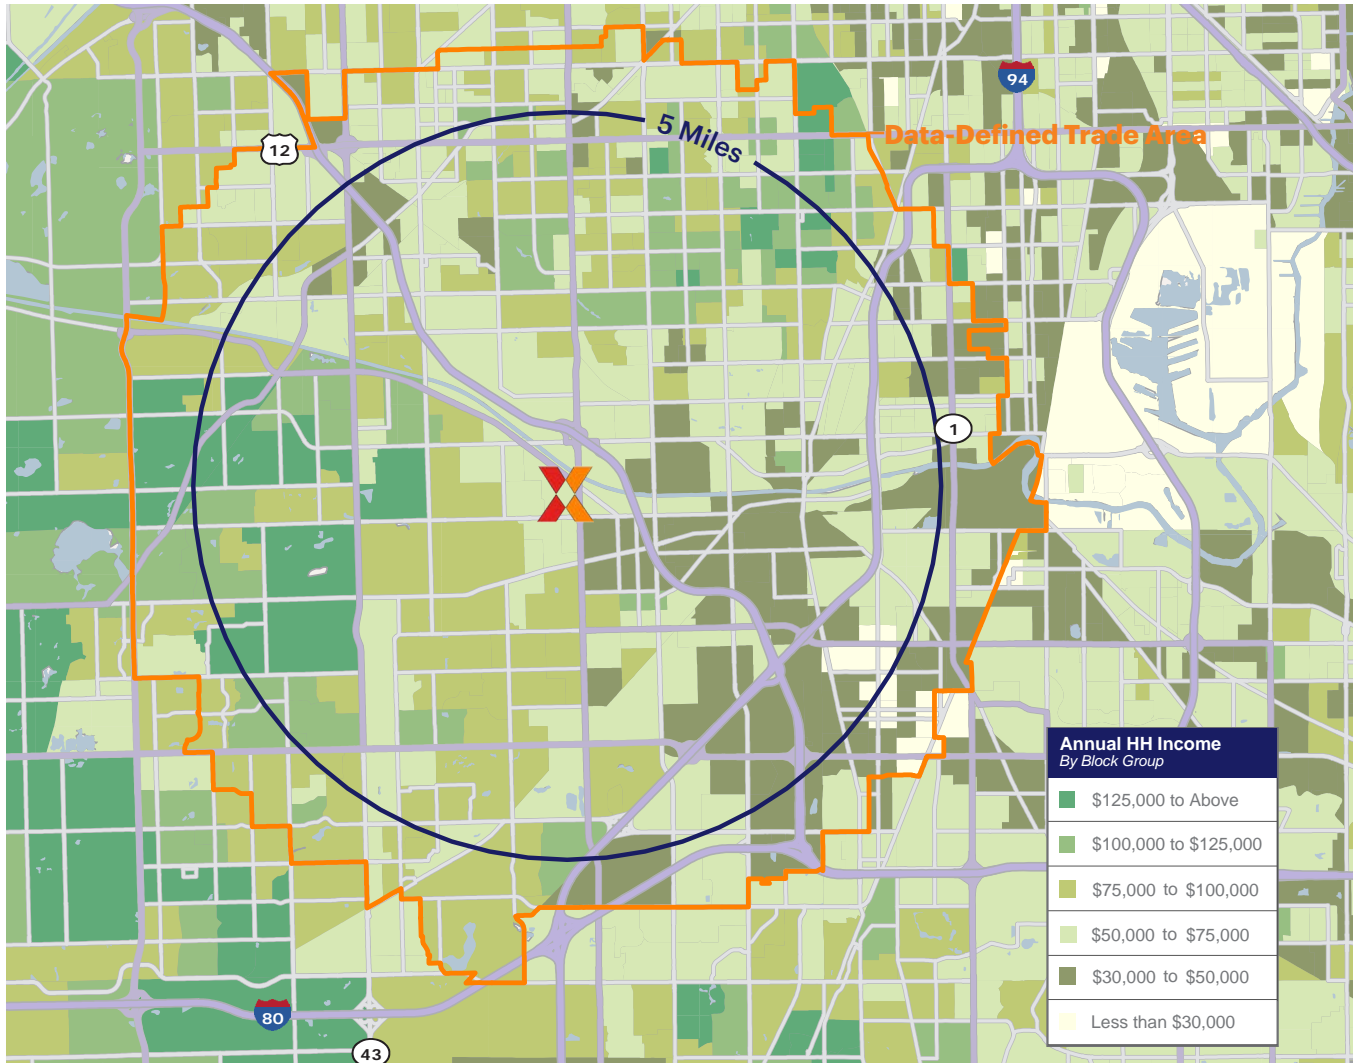 94
5 Miles
Data-Defined Trade Area
12
1
Annual HH Income
By Block Group
$125,000 to Above
$100,000 to $125,000
$75,000 to $100,000
$50,000 to $75,000
$30,000 to $50,000
Less than $30,000
80
43